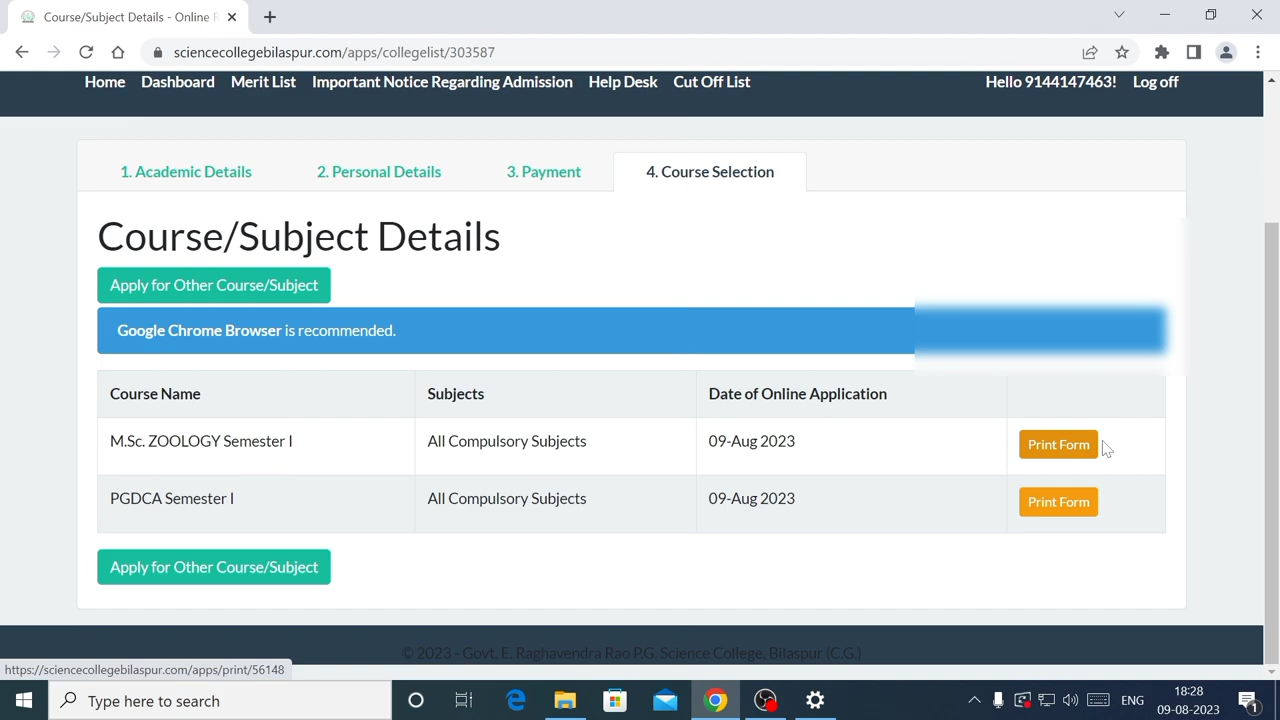 Course/Subject Details - Online R
sciencecollegebilaspur.com/apps/collegelist/303587
Home Dashboard Merit List Important Notice Regarding Admission Help Desk Cut Off List Hello 9144147463! Log off
1. Academic Details 2. Personal Details 3. Payment 4. Course Selection
Course/Subject Details
Apply for Other Course/Subject
Google Chrome Browser is recommended.
Course Name Subjects Date of Online Application
M.Sc. ZOOLOGY Semester I All Compulsory Subjects 09-Aug 2023 Print Form
PGDCA Semester I All Compulsory Subjects 09-Aug 2023 Print Form
Apply for Other Course/Subject
© 2023 - Govt. E. Raghavendra Rao P.G. Science College, Bilaspur (C.G.)
https://sciencecollegebilaspur.com/apps/print/56148
Type here to search
ENG
18:28
09-08-2023
1